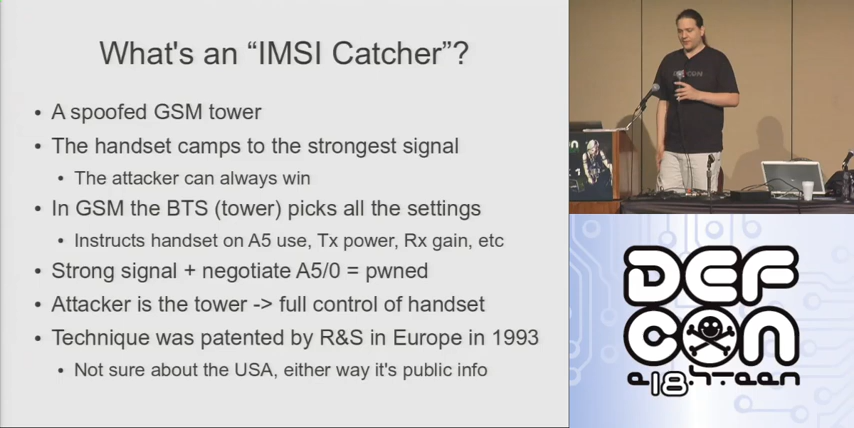 What's an “IMSI Catcher”?
• A spoofed GSM tower
• The handset camps to the strongest signal
• The attacker can always win
• In GSM the BTS (tower) picks all the settings
• Instructs handset on A5 use, Tx power, Rx gain, etc
• Strong signal + negotiate A5/0 = pwned
• Attacker is the tower -> full control of handset
• Technique was patented by R&S in Europe in 1993
• Not sure about the USA, either way it's public info
DEF
CON
e18h-teen